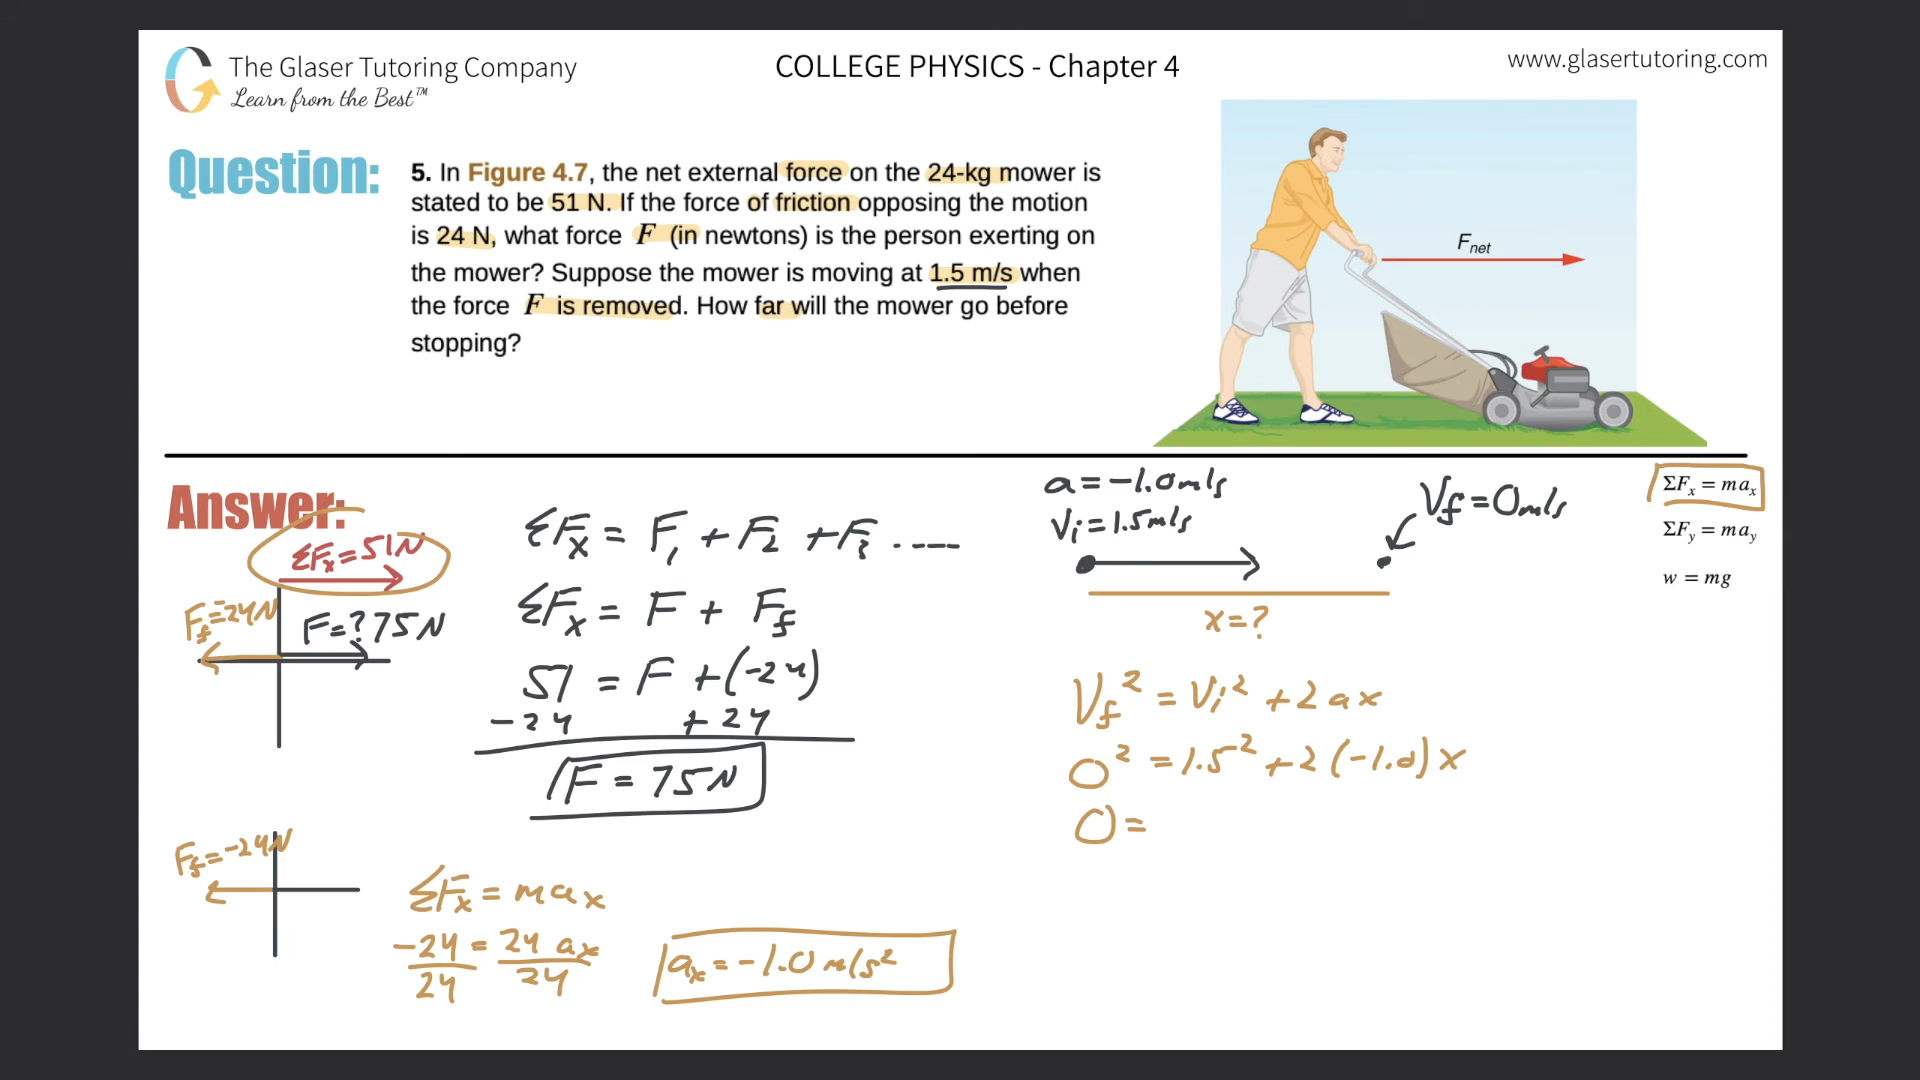 The Glaser Tutoring Company
Learn from the Best™
COLLEGE PHYSICS - Chapter 4
www.glasertutoring.com
Question:
5. In Figure 4.7, the net external force on the 24-kg mower is
stated to be 51 N. If the force of friction opposing the motion
is 24 N, what force F (in newtons) is the person exerting on
the mower? Suppose the mower is moving at 1.5 m/s when
the force F is removed. How far will the mower go before
stopping?
Fnet
Answer:
ΣFx = 51N
Ff = -24N
F = ? 75N
ΣFx = F1 + F2 + F3 .....
ΣFx = F + Ff
51 = F + (-24)
-24 +24
F = 75N
Ff = -24N
ΣFx = max
-24 = 24 ax
24 24
ax = -1.0 m/s²
a = -1.0 m/s
Vi = 1.5 m/s
Vf = 0 m/s
x = ?
Vf² = Vi² + 2ax
0² = 1.5² + 2(-1.0)x
0 =
ΣFx = max
ΣFy = may
w = mg